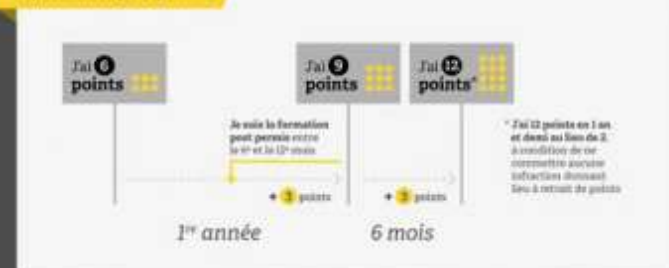 J'ai 6
points
J'ai 9
points
J'ai 12
points*
Je suis la formation
post permis entre
le 6e et le 12e mois
* J'ai 12 points en 1 an
et demi au lieu de 2,
à condition de ne
commettre aucune
infraction donnant
lieu à retrait de points
+ 3 points
+ 3 points
1re année
6 mois